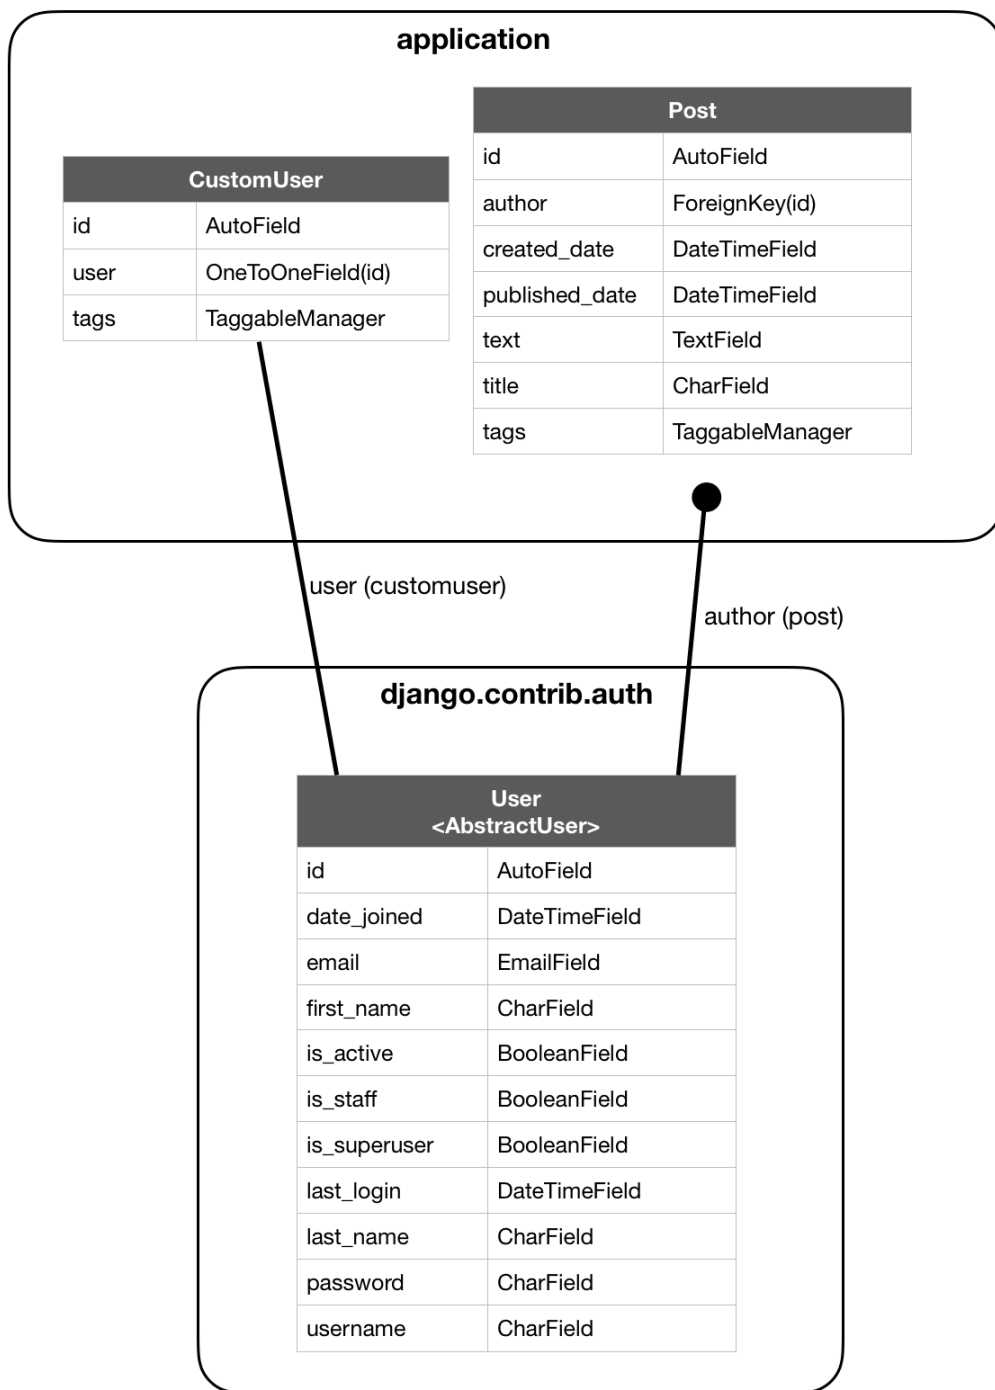 application
CustomUser
id AutoField
user OneToOneField(id)
tags TaggableManager
Post
id AutoField
author ForeignKey(id)
created_date DateTimeField
published_date DateTimeField
text TextField
title CharField
tags TaggableManager
user (customuser)
author (post)
django.contrib.auth
User
<AbstractUser>
id AutoField
date_joined DateTimeField
email EmailField
first_name CharField
is_active BooleanField
is_staff BooleanField
is_superuser BooleanField
last_login DateTimeField
last_name CharField
password CharField
username CharField